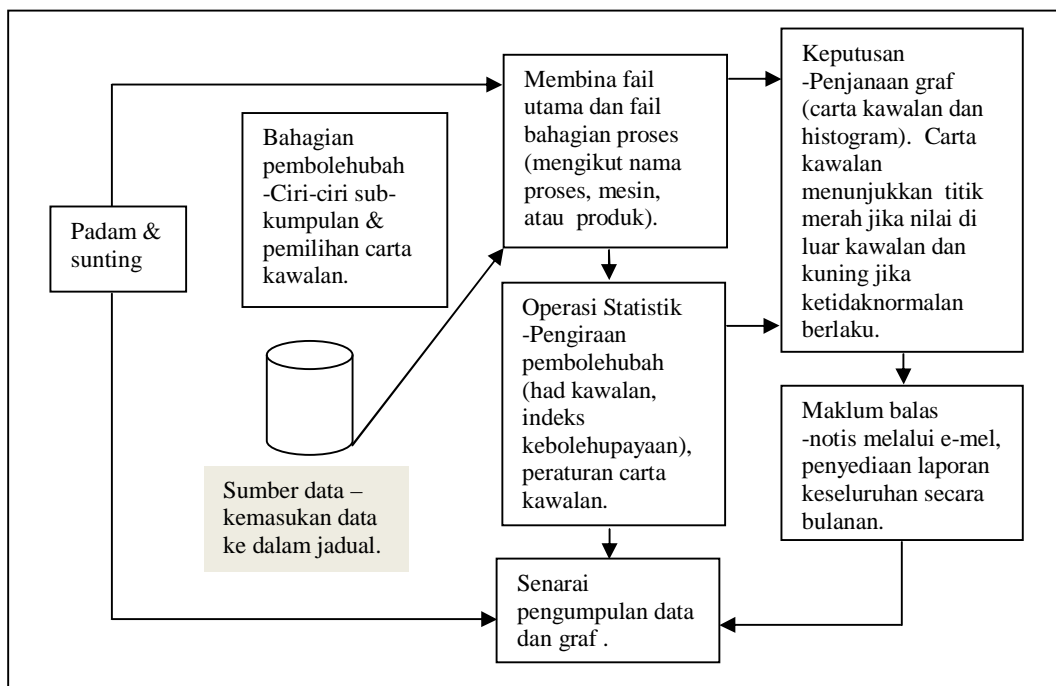 Padam &
sunting
Bahagian
pembolehubah
-Ciri-ciri sub-
kumpulan &
pemilihan carta
kawalan.
Sumber data –
kemasukan data
ke dalam jadual.
Membina fail
utama dan fail
bahagian proses
(mengikut nama
proses, mesin,
atau produk).
Operasi Statistik
-Pengiraan
pembolehubah
(had kawalan,
indeks
kebolehupayaan),
peraturan carta
kawalan.
Senarai
pengumpulan data
dan graf .
Keputusan
-Penjanaan graf
(carta kawalan dan
histogram). Carta
kawalan
menunjukkan titik
merah jika nilai di
luar kawalan dan
kuning jika
ketidaknormalan
berlaku.
Maklum balas
-notis melalui e-mel,
penyediaan laporan
keseluruhan secara
bulanan.